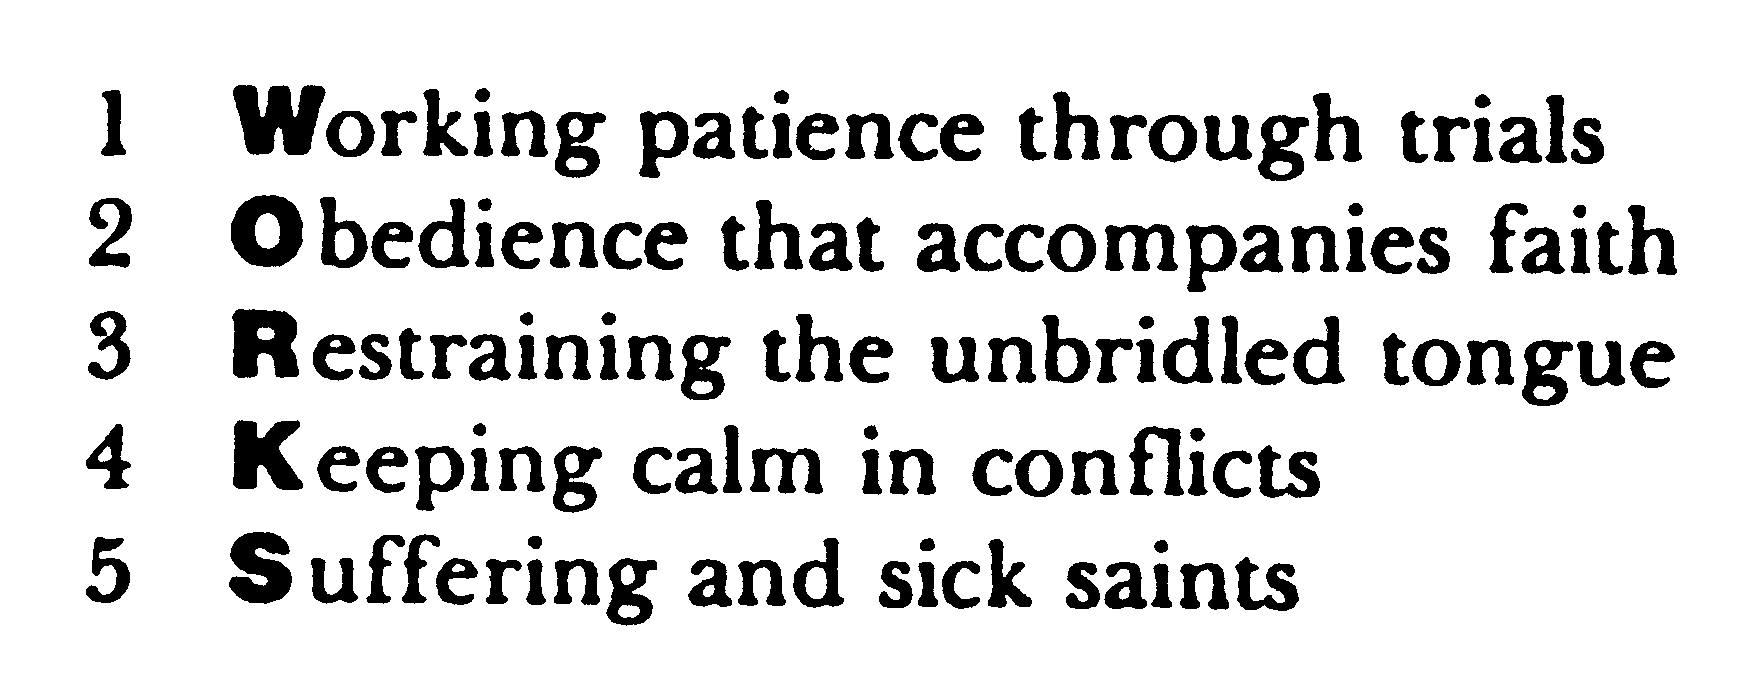 1 Working patience through trials
2 Obedience that accompanies faith
3 Restraining the unbridled tongue
4 Keeping calm in conflicts
5 Suffering and sick saints